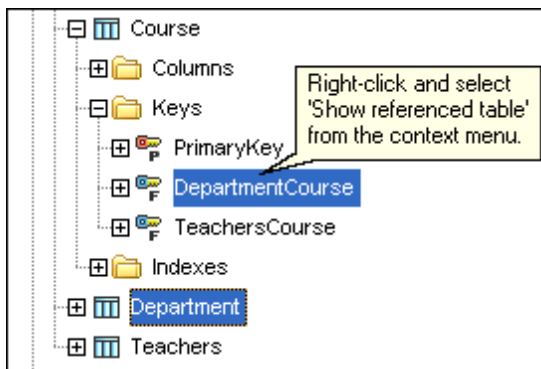 Course
Columns
Right-click and select
'Show referenced table'
from the context menu.
Keys
P PrimaryKey
F DepartmentCourse
F TeachersCourse
Indexes
Department
Teachers